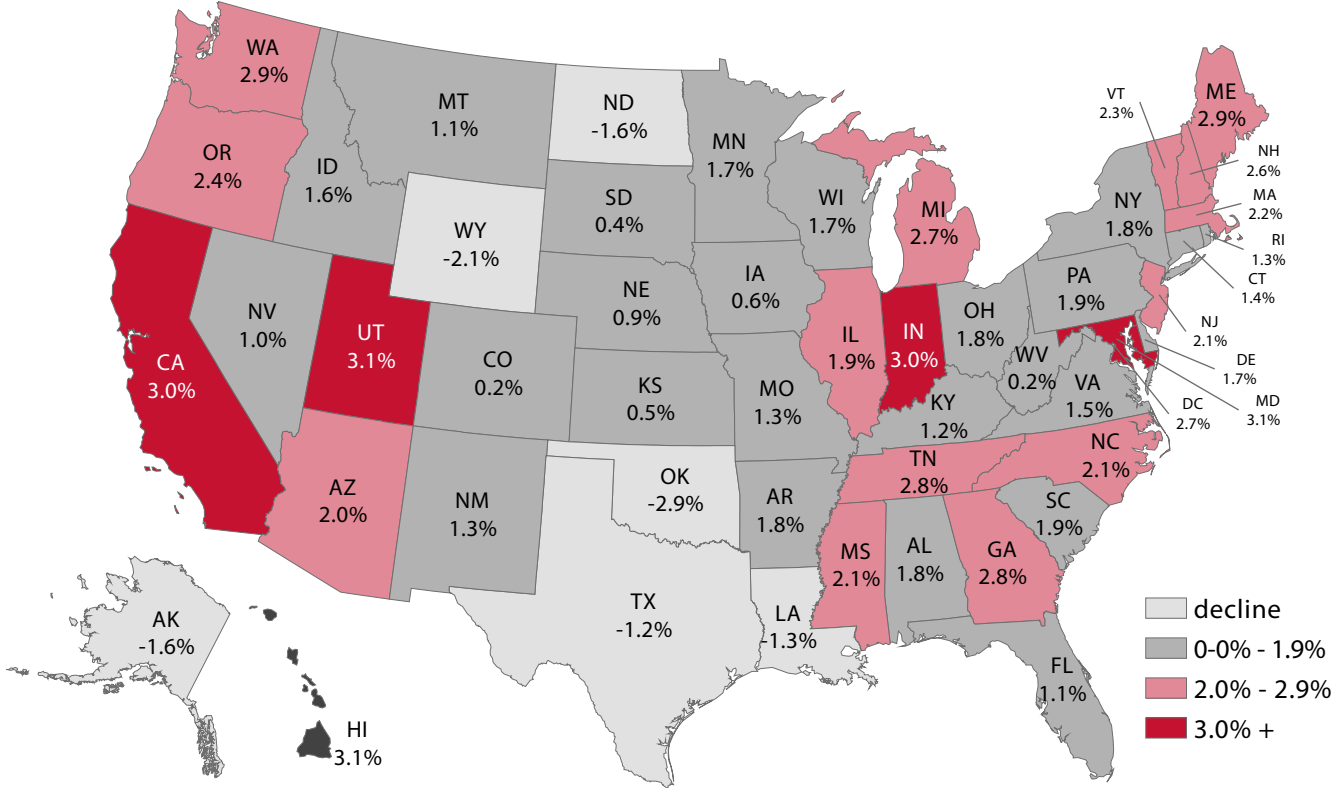 WA
2.9%
OR
2.4%
CA
3.0%
ID
1.6%
NV
1.0%
MT
1.1%
WY
-2.1%
UT
3.1%
AZ
2.0%
CO
0.2%
NM
1.3%
ND
-1.6%
SD
0.4%
NE
0.9%
KS
0.5%
OK
-2.9%
TX
-1.2%
MN
1.7%
IA
0.6%
MO
1.3%
AR
1.8%
LA
-1.3%
WI
1.7%
IL
1.9%
MI
2.7%
IN
3.0%
OH
1.8%
KY
1.2%
TN
2.8%
MS
2.1%
AL
1.8%
GA
2.8%
FL
1.1%
SC
1.9%
NC
2.1%
VA
1.5%
WV
0.2%
PA
1.9%
NY
1.8%
VT
2.3%
ME
2.9%
NH
2.6%
MA
2.2%
RI
1.3%
CT
1.4%
NJ
2.1%
DE
1.7%
MD
3.1%
DC
2.7%
AK
-1.6%
HI
3.1%
decline
0-0% - 1.9%
2.0% - 2.9%
3.0% +